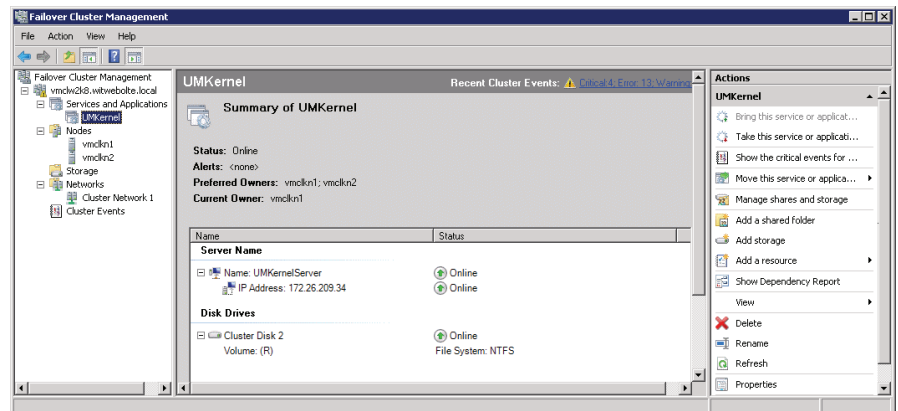 Failover Cluster Management
File Action View Help
Failover Cluster Management
vmclw2k8.witwebolte.local
Services and Applications
UMKernel
Nodes
vmclkn1
vmclkn2
Storage
Networks
Cluster Network 1
Cluster Events
UMKernel Recent Cluster Events: Critical 4; Error: 13; Warning
Summary of UMKernel
Status: Online
Alerts: <none>
Preferred Owners: vmclkn1; vmclkn2
Current Owner: vmclkn1
Name Status
Server Name
Name: UMKernelServer Online
IP Address: 172.26.209.34 Online
Disk Drives
Cluster Disk 2 Online
Volume: (R) File System: NTFS
Actions
UMKernel
Bring this service or applicat...
Take this service or applicati...
Show the critical events for ...
Move this service or applica...
Manage shares and storage
Add a shared folder
Add storage
Add a resource
Show Dependency Report
View
Delete
Rename
Refresh
Properties